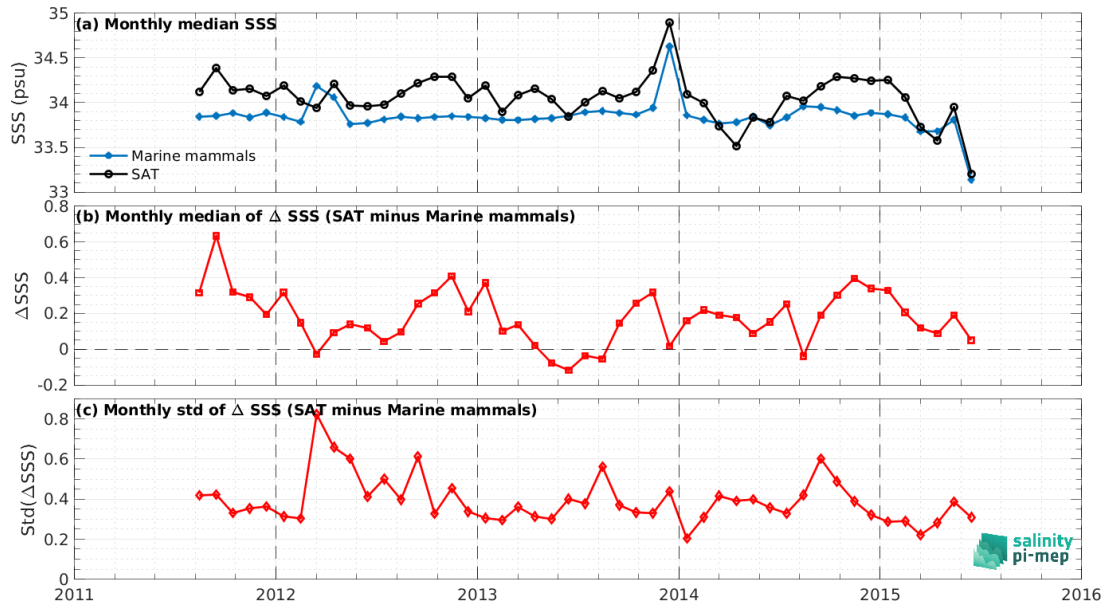 (a) Monthly median SSS
35
34.5
34
33.5
33
SSS (psu)
Marine mammals
SAT
(b) Monthly median of Δ SSS (SAT minus Marine mammals)
0.8
0.6
0.4
0.2
0
-0.2
ΔSSS
(c) Monthly std of Δ SSS (SAT minus Marine mammals)
0.8
0.6
0.4
0.2
0
Std(ΔSSS)
salinity
pi-mep
2011 2012 2013 2014 2015 2016